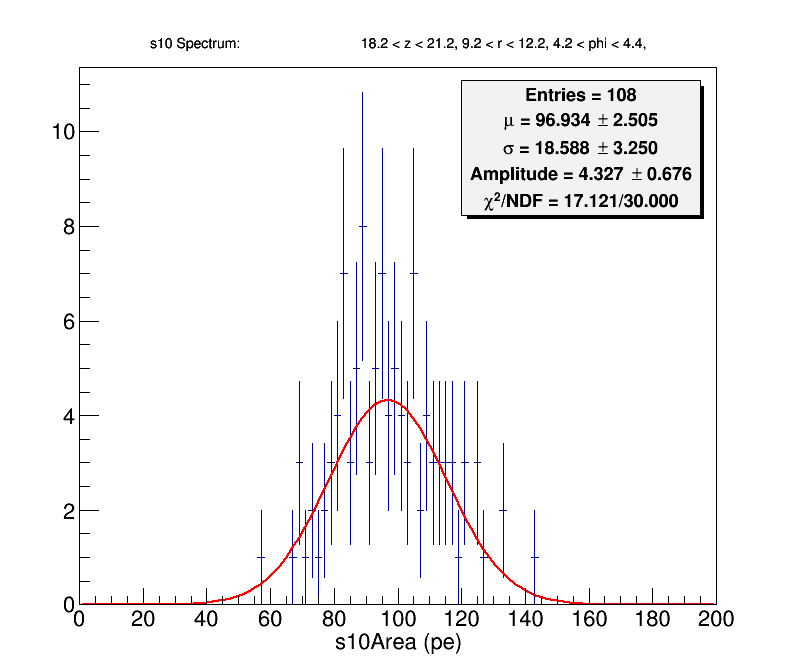 s10 Spectrum: 18.2 < z < 21.2, 9.2 < r < 12.2, 4.2 < phi < 4.4,
Entries = 108
μ = 96.934 ± 2.505
σ = 18.588 ± 3.250
Amplitude = 4.327 ± 0.676
χ²/NDF = 17.121/30.000
10
8
6
4
2
0
0 20 40 60 80 100 120 140 160 180 200
s10Area (pe)